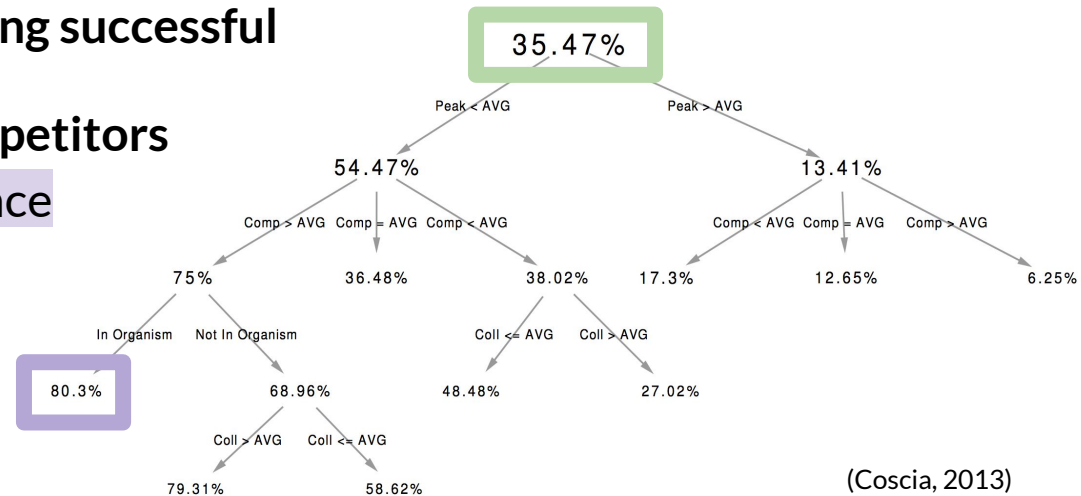 ng successful
petitors
nce
35.47%
Peak < AVG Peak > AVG
54.47% 13.41%
Comp > AVG Comp = AVG Comp < AVG Comp < AVG Comp = AVG Comp > AVG
75% 36.48% 38.02% 17.3% 12.65% 6.25%
In Organism Not In Organism Coll <= AVG Coll > AVG
80.3% 68.96% 48.48% 27.02%
Coll > AVG Coll <= AVG
79.31% 58.62%
(Coscia, 2013)